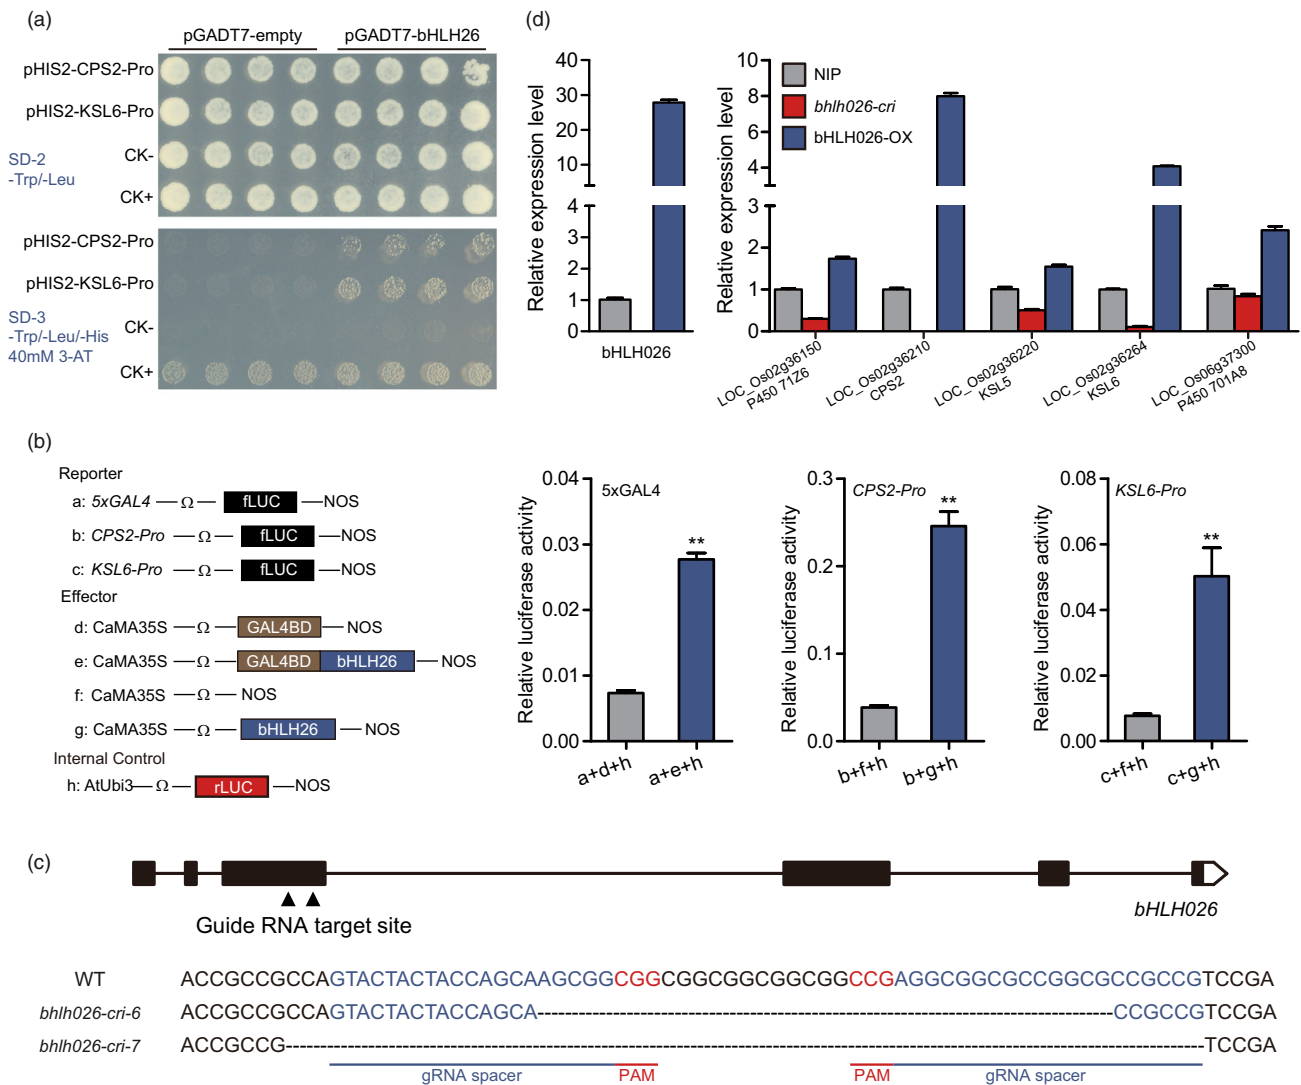 (a)
pGADT7-empty
pGADT7-bHLH26
pHIS2-CPS2-Pro
pHIS2-KSL6-Pro
CK-
CK+
SD-2
-Trp/-Leu
pHIS2-CPS2-Pro
pHIS2-KSL6-Pro
CK-
CK+
SD-3
-Trp/-Leu/-His
40mM 3-AT
(d)
Relative expression level
40
30
20
10
4
3
2
1
0
bHLH026
Relative expression level
10
8
6
4
3
2
1
0
NIP
bhlh026-cri
bHLH026-OX
LOC_Os02g36150
P450 71Z6
LOC_Os02g36210
CPS2
LOC_Os02g36220
KSL5
LOC_Os02g36264
KSL6
LOC_Os06g37300
P450 701A8
(b)
Reporter
a: 5xGAL4 Ω fLUC NOS
b: CPS2-Pro Ω fLUC NOS
c: KSL6-Pro Ω fLUC NOS
Effector
d: CaMA35S Ω GAL4BD NOS
e: CaMA35S Ω GAL4BD bHLH26 NOS
f: CaMA35S Ω NOS
g: CaMA35S Ω bHLH26 NOS
Internal Control
h: AtUbi3 Ω rLUC NOS
Relative luciferase activity
0.04
0.03
0.02
0.01
0.00
5xGAL4
**
a+d+h
a+e+h
Relative luciferase activity
0.3
0.2
0.1
0.0
CPS2-Pro
**
b+f+h
b+g+h
Relative luciferase activity
0.08
0.06
0.04
0.02
0.00
KSL6-Pro
**
c+f+h
c+g+h
(c)
Guide RNA target site
bHLH026
WT ACCGCCGCCAGTACTACTACCAGCAAGCGGCGGCGGCGGCGGCGGCCGAGGCGGCGCCGGCGCCGCCGTCCGA
bhlh026-cri-6 ACCGCCGCCAGTACTACTACCAGCA------------------------------CCGCCGTCCGA
bhlh026-cri-7 ACCGCCG------------------------------TCCGA
gRNA spacer
PAM
PAM
gRNA spacer